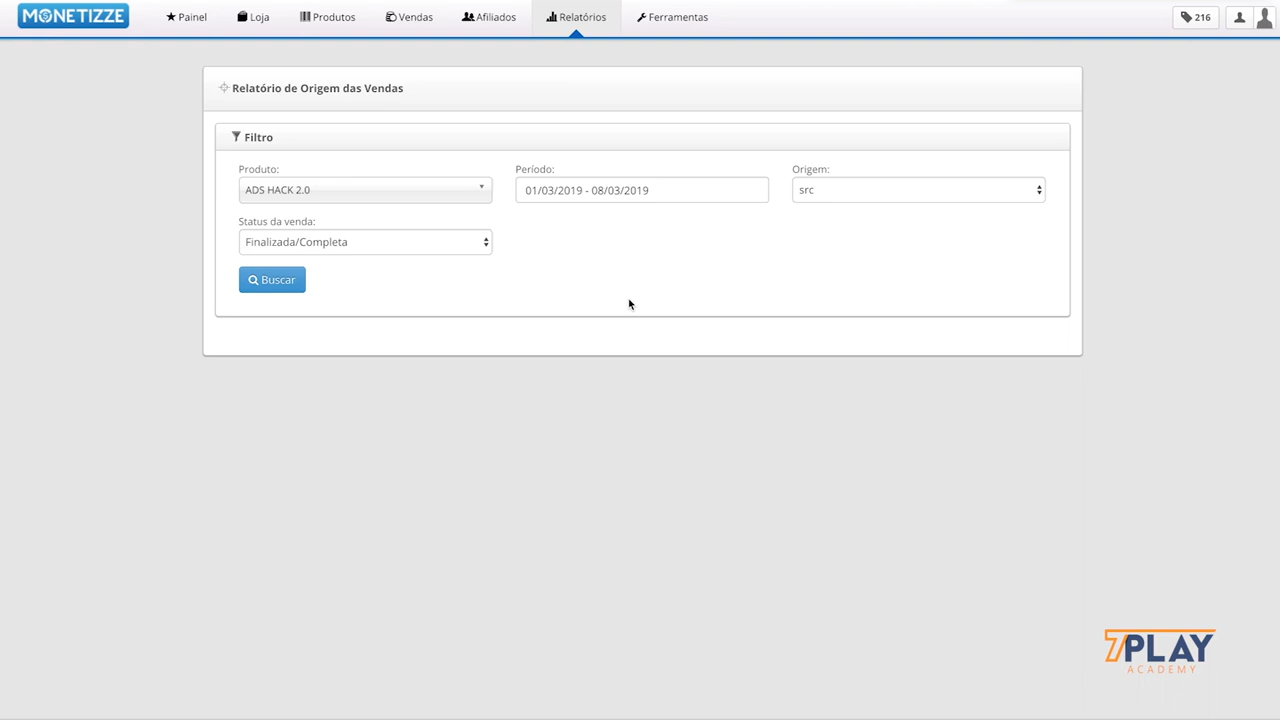 MONETIZZE
Painel
Loja
Produtos
Vendas
Afiliados
Relatórios
Ferramentas
216
Relatório de Origem das Vendas
Filtro
Produto:
Período:
Origem:
ADS HACK 2.0
01/03/2019 - 08/03/2019
src
Status da venda:
Finalizada/Completa
Buscar
7PLAY
ACADEMY